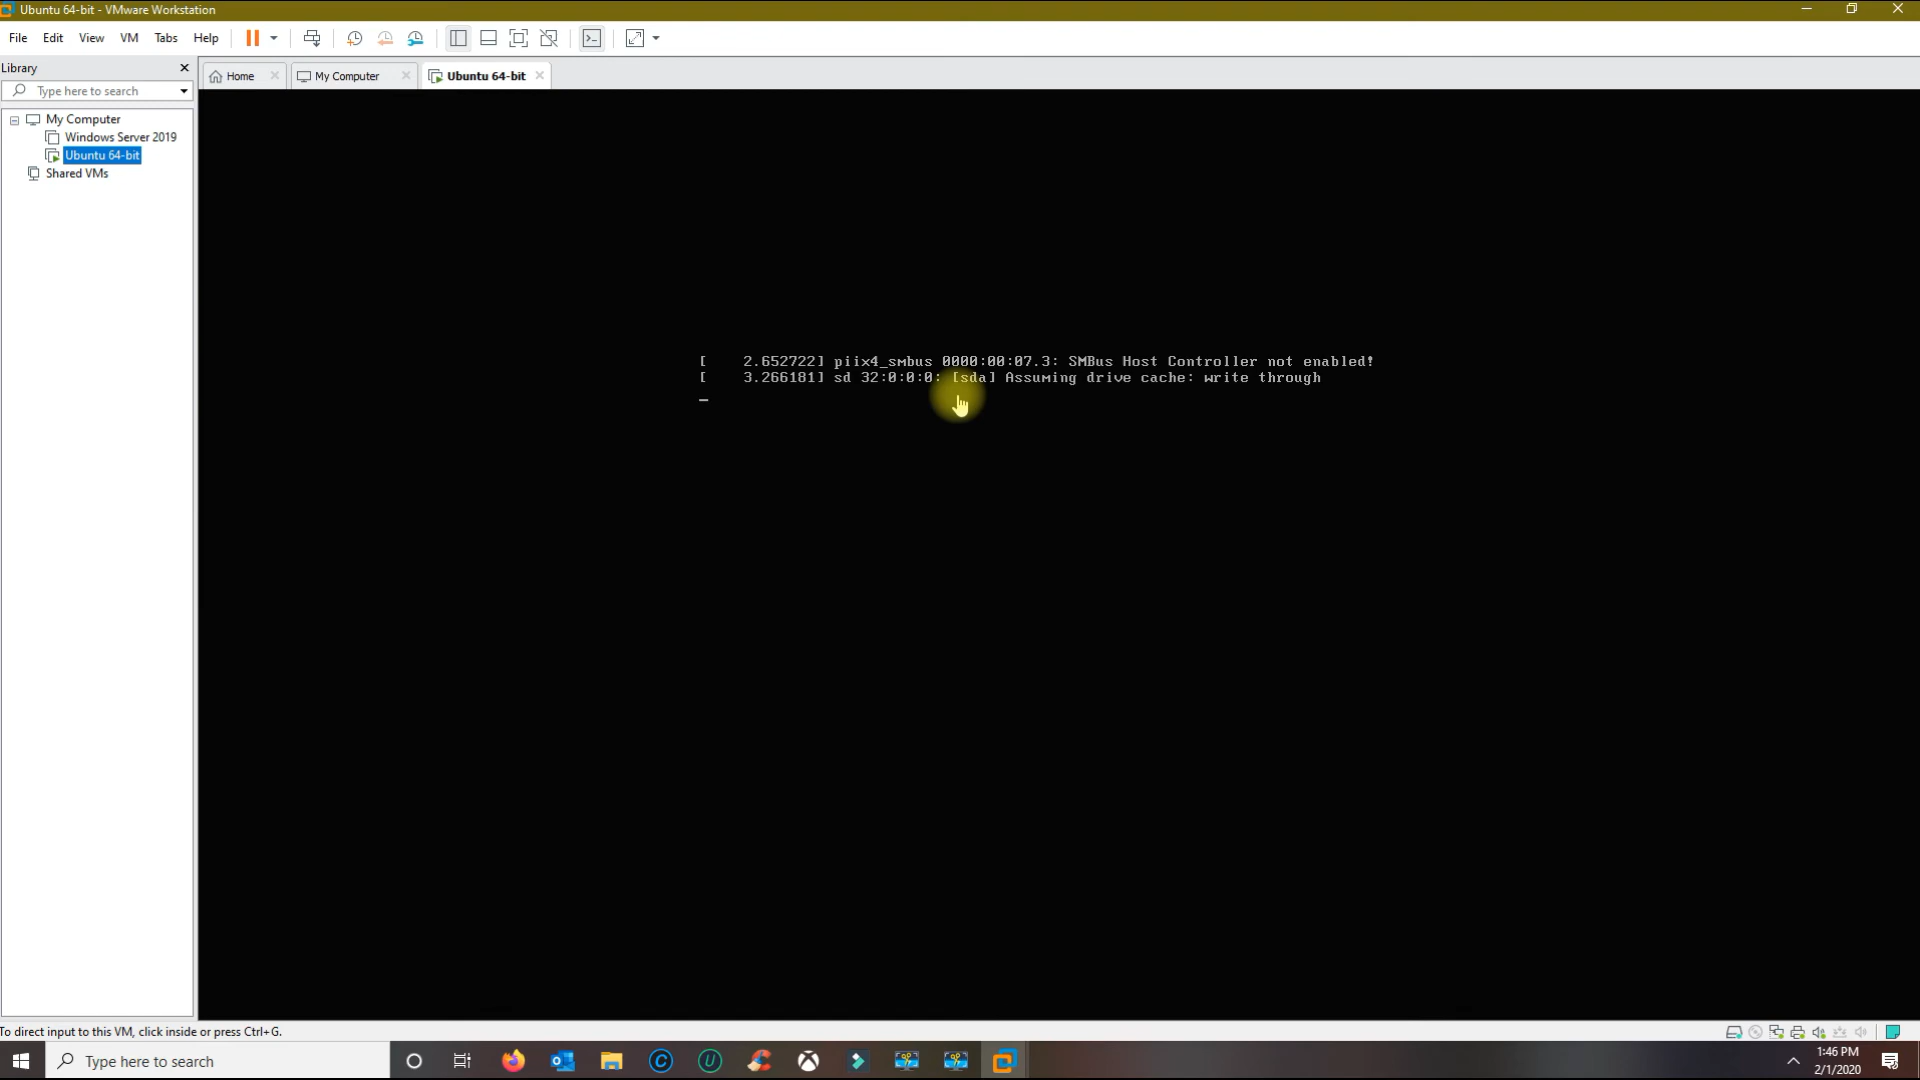 Ubuntu 64-bit - VMware Workstation
File Edit View VM Tabs Help
Library
Home
My Computer
Ubuntu 64-bit
Type here to search
My Computer
Windows Server 2019
Ubuntu 64-bit
Shared VMs
[ 2.652722] piix4_smbus 0000:00:07.3: SMBus Host Controller not enabled!
[ 3.266181] sd 32:0:0:0: [sda] Assuming drive cache: write through
To direct input to this VM, click inside or press Ctrl+G.
Type here to search
1:46 PM
2/1/2020